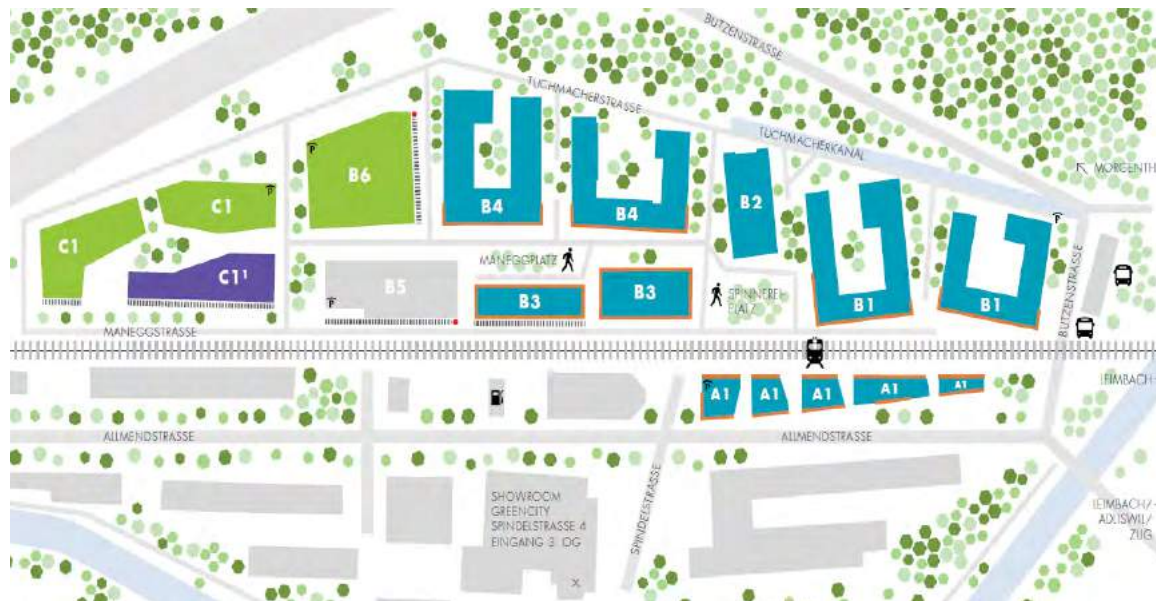 BUTZENSTRASSE
TUCHMACHERSTRASSE
TUCHMACHERKANAL
MORGENTH
P
B6
B4
B4
B2
P
C1
P
C1
C1¹
MANEGGPLATZ
B5
P
B3
B3
SPINNEREI-
PLATZ
B1
B1
P
BUTZENSTRASSE
MANEGGSTRASSE
A1
A1
A1
A1
A1
LEIMBACH
ALLMENDSTRASSE
ALLMENDSTRASSE
SPINDELSTRASSE
SHOWROOM
GREENCITY
SPINDELSTRASSE 4
EINGANG 3. OG
X
LEIMBACH/
ADLISWIL/
ZUG